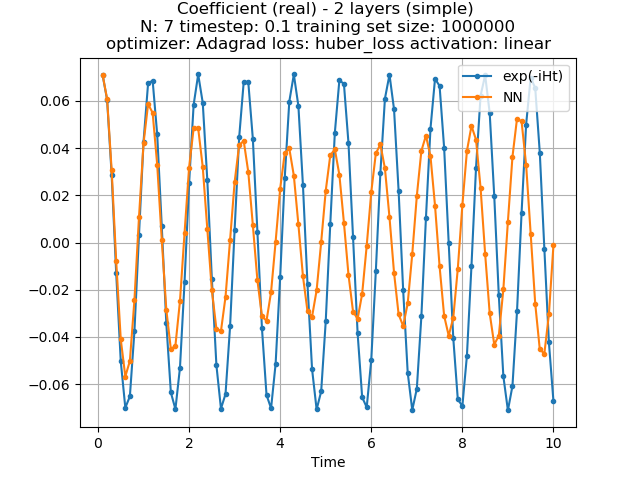 Coefficient (real) - 2 layers (simple)
N: 7 timestep: 0.1 training set size: 1000000
optimizer: Adagrad loss: huber_loss activation: linear
exp(-iHt)
NN
0.06
0.04
0.02
0.00
−0.02
−0.04
−0.06
0 2 4 6 8 10
Time